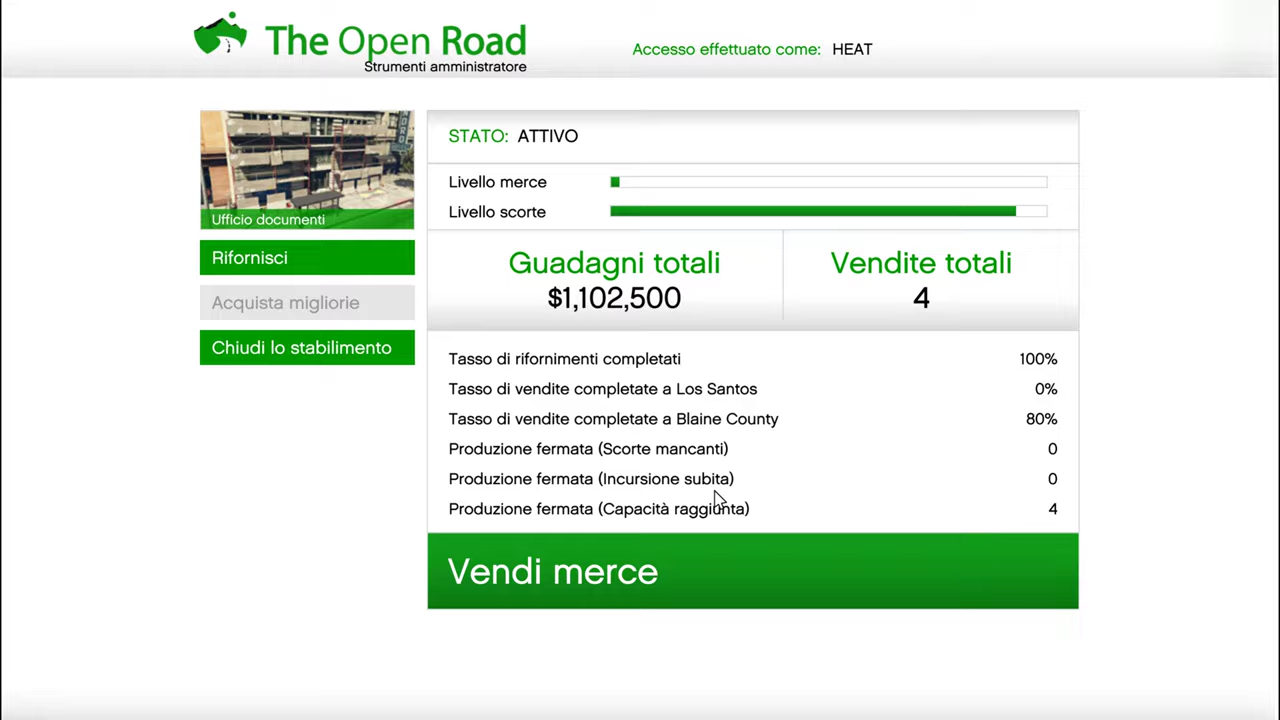 The Open Road
Strumenti amministratore
Accesso effettuato come: HEAT
Ufficio documenti
Rifornisci
Acquista migliorie
Chiudi lo stabilimento
STATO: ATTIVO
Livello merce
Livello scorte
Guadagni totali
$1,102,500
Vendite totali
4
Tasso di rifornimenti completati 100%
Tasso di vendite completate a Los Santos 0%
Tasso di vendite completate a Blaine County 80%
Produzione fermata (Scorte mancanti) 0
Produzione fermata (Incursione subita) 0
Produzione fermata (Capacità raggiunta) 4
Vendi merce